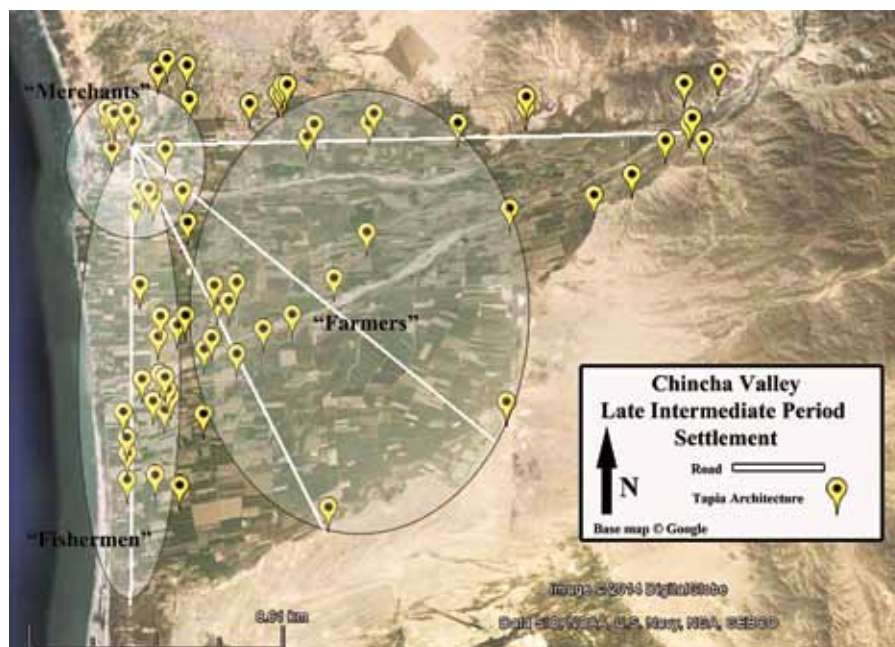 “Merchants”
“Farmers”
“Fishermen”
Chincha Valley
Late Intermediate Period
Settlement
Road
N
Tapia Architecture
Base map © Google
Image © 2014 DigitalGlobe
Data SIO, NOAA, U.S. Navy, NGA, GEBCO